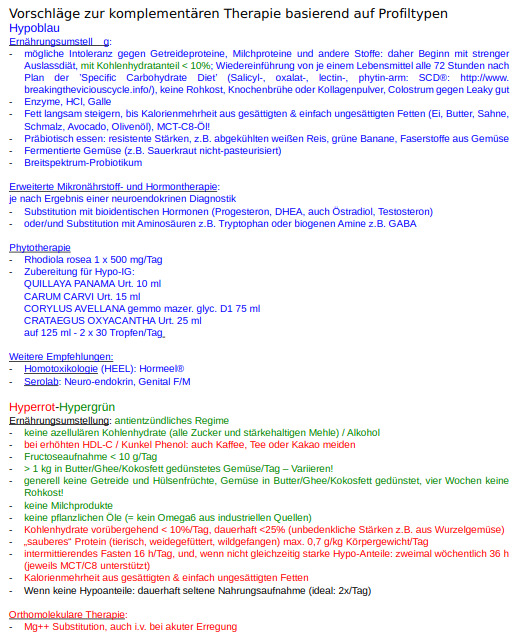 Vorschläge zur komplementären Therapie basierend auf Profiltypen
Hypoblau
Ernährungsumstell g:
- mögliche Intoleranz gegen Getreideproteine, Milchproteine und andere Stoffe: daher Beginn mit strenger
Auslassdiät, mit Kohlenhydratanteil < 10%; Wiedereinführung von je einem Lebensmittel alle 72 Stunden nach
Plan der 'Specific Carbohydrate Diet' (Salicyl-, oxalat-, lectin-, phytin-arm: SCD®: http://www.
breakingtheviciouscycle.info/), keine Rohkost, Knochenbrühe oder Kollagenpulver, Colostrum gegen Leaky gut
- Enzyme, HCl, Galle
- Fett langsam steigern, bis Kalorienmehrheit aus gesättigten & einfach ungesättigten Fetten (Ei, Butter, Sahne,
Schmalz, Avocado, Olivenöl), MCT-C8-Öl!
- Präbiotisch essen: resistente Stärken, z.B. abgekühlten weißen Reis, grüne Banane, Faserstoffe aus Gemüse
- Fermentierte Gemüse (z.B. Sauerkraut nicht-pasteurisiert)
- Breitspektrum-Probiotikum
Erweiterte Mikronährstoff- und Hormontherapie:
je nach Ergebnis einer neuroendokrinen Diagnostik
- Substitution mit bioidentischen Hormonen (Progesteron, DHEA, auch Östradiol, Testosteron)
- oder/und Substitution mit Aminosäuren z.B. Tryptophan oder biogenen Amine z.B. GABA
Phytotherapie
- Rhodiola rosea 1 x 500 mg/Tag
- Zubereitung für Hypo-IG:
QUILLAYA PANAMA Urt. 10 ml
CARUM CARVI Urt. 15 ml
CORYLUS AVELLANA gemmo mazer. glyc. D1 75 ml
CRATAEGUS OXYACANTHA Urt. 25 ml
auf 125 ml - 2 x 30 Tropfen/Tag
Weitere Empfehlungen:
- Homotoxikologie (HEEL): Hormeel®
- Serolab: Neuro-endokrin, Genital F/M
Hyperrot-Hypergrün
Ernährungsumstellung: antientzündliches Regime
- keine azellulären Kohlenhydrate (alle Zucker und stärkehaltigen Mehle) / Alkohol
- bei erhöhten HDL-C / Kunkel Phenol: auch Kaffee, Tee oder Kakao meiden
- Fructoseaufnahme < 10 g/Tag
- > 1 kg in Butter/Ghee/Kokosfett gedünstetes Gemüse/Tag – Variieren!
- generell keine Getreide und Hülsenfrüchte, Gemüse in Butter/Ghee/Kokosfett gedünstet, vier Wochen keine
Rohkost!
- keine Milchprodukte
- keine pflanzlichen Öle (= kein Omega6 aus industriellen Quellen)
- Kohlenhydrate vorübergehend < 10%/Tag, dauerhaft <25% (unbedenkliche Stärken z.B. aus Wurzelgemüse)
- „sauberes" Protein (tierisch, weidegefüttert, wildgefangen) max. 0,7 g/kg Körpergewicht/Tag
- intermittierendes Fasten 16 h/Tag, und, wenn nicht gleichzeitig starke Hypo-Anteile: zweimal wöchentlich 36 h
(jeweils MCT/C8 unterstützt)
- Kalorienmehrheit aus gesättigten & einfach ungesättigten Fetten
- Wenn keine Hypoanteile: dauerhaft seltene Nahrungsaufnahme (ideal: 2x/Tag)
Orthomolekulare Therapie:
- Mg++ Substitution, auch i.v. bei akuter Erregung